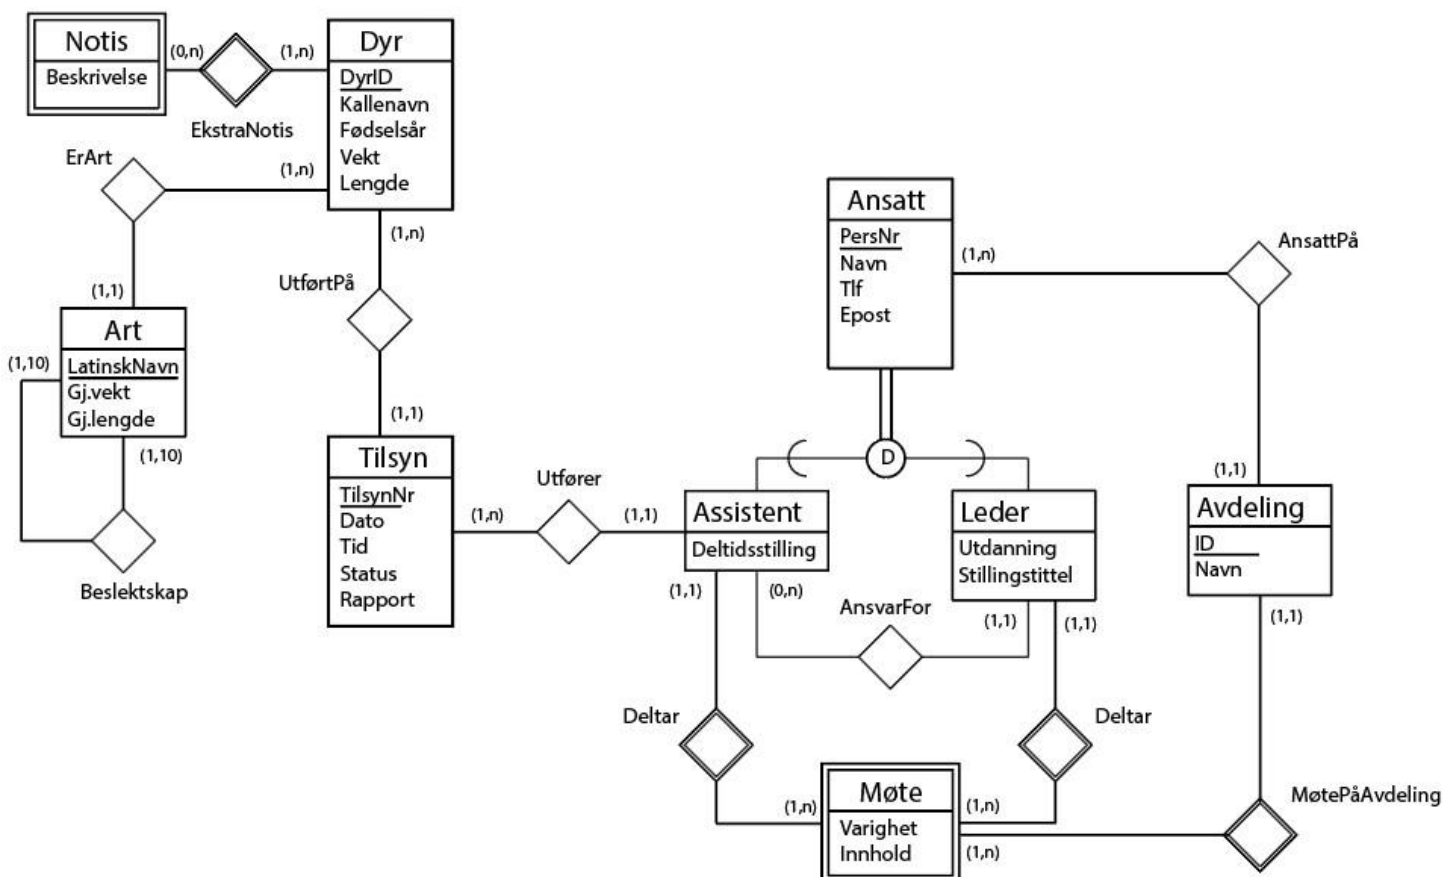 Notis
Beskrivelse
(0,n)
(1,n)
EkstraNotis
Dyr
DyrID
Kallenavn
Fødselsår
Vekt
Lengde
ErArt
(1,n)
(1,1)
(1,n)
UtførtPå
(1,1)
Art
LatinskNavn
Gj.vekt
Gj.lengde
(1,10)
(1,10)
Beslektskap
Tilsyn
TilsynNr
Dato
Tid
Status
Rapport
(1,n)
Utfører
(1,1)
Ansatt
PersNr
Navn
Tlf
Epost
(1,n)
AnsattPå
(1,1)
D
Assistent
Deltidsstilling
Leder
Utdanning
Stillingstittel
Avdeling
ID
Navn
(1,1)
(0,n)
AnsvarFor
(1,1)
(1,1)
(1,1)
Deltar
Deltar
(1,n)
Møte
Varighet
Innhold
(1,n)
(1,n)
MøtePåAvdeling